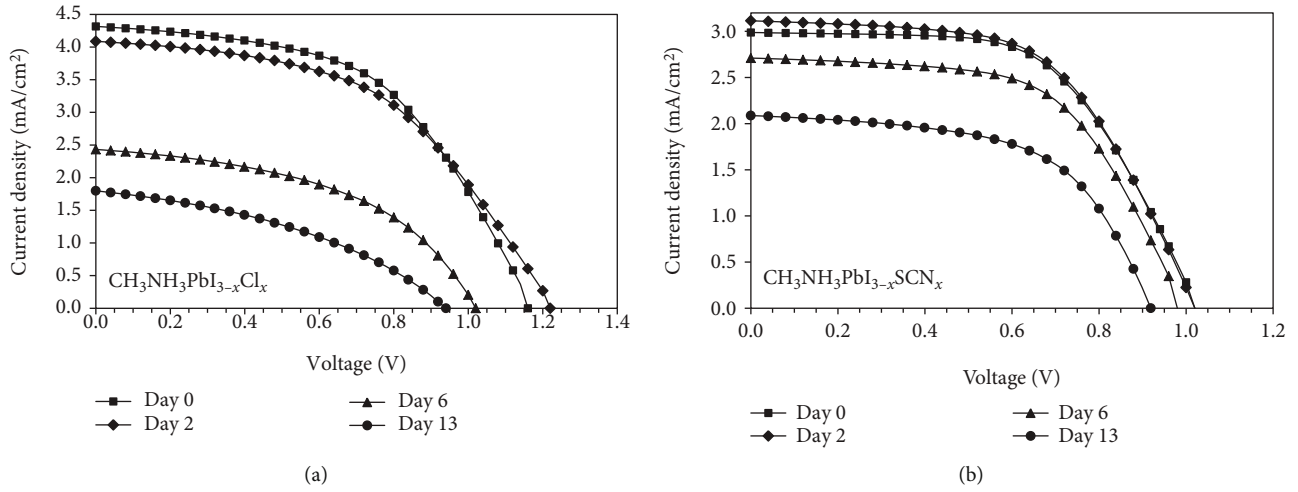 4.5
4.0
3.5
3.0
2.5
2.0
1.5
1.0
0.5
0.0
Current density (mA/cm²)
CH₃NH₃PbI₃₋ₓClₓ
0.0 0.2 0.4 0.6 0.8 1.0 1.2 1.4
Voltage (V)
Day 0 Day 6
Day 2 Day 13
(a)
3.0
2.5
2.0
1.5
1.0
0.5
0.0
Current density (mA/cm²)
CH₃NH₃PbI₃₋ₓSCNₓ
0.0 0.2 0.4 0.6 0.8 1.0 1.2
Voltage (V)
Day 0 Day 6
Day 2 Day 13
(b)